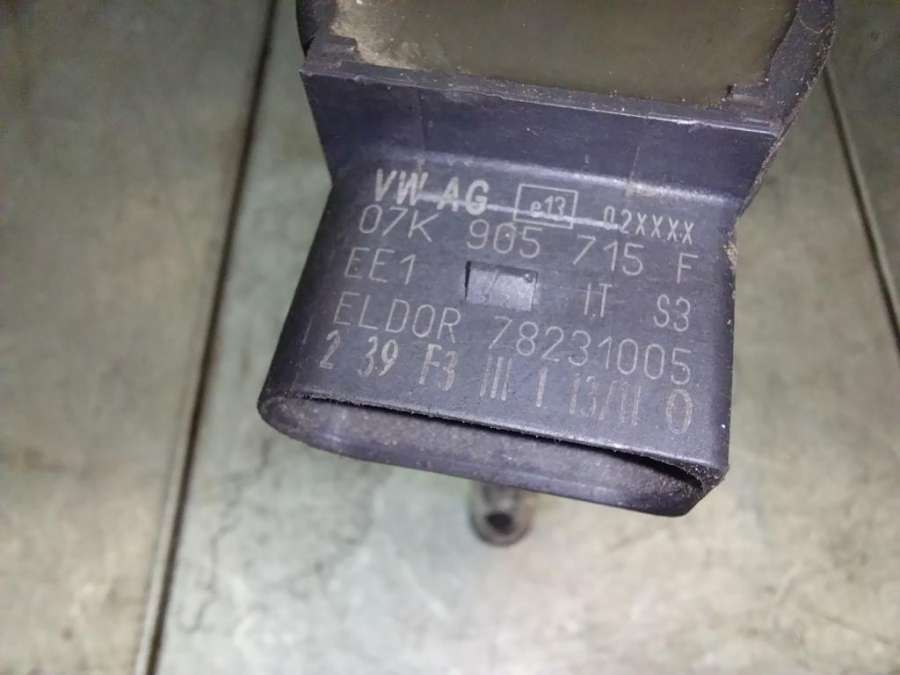 VW AG e13 02XXXX
07K 905 715 F
EE1 IT S3
ELDOR 78231005
2 39 F3 III I 13/11 0